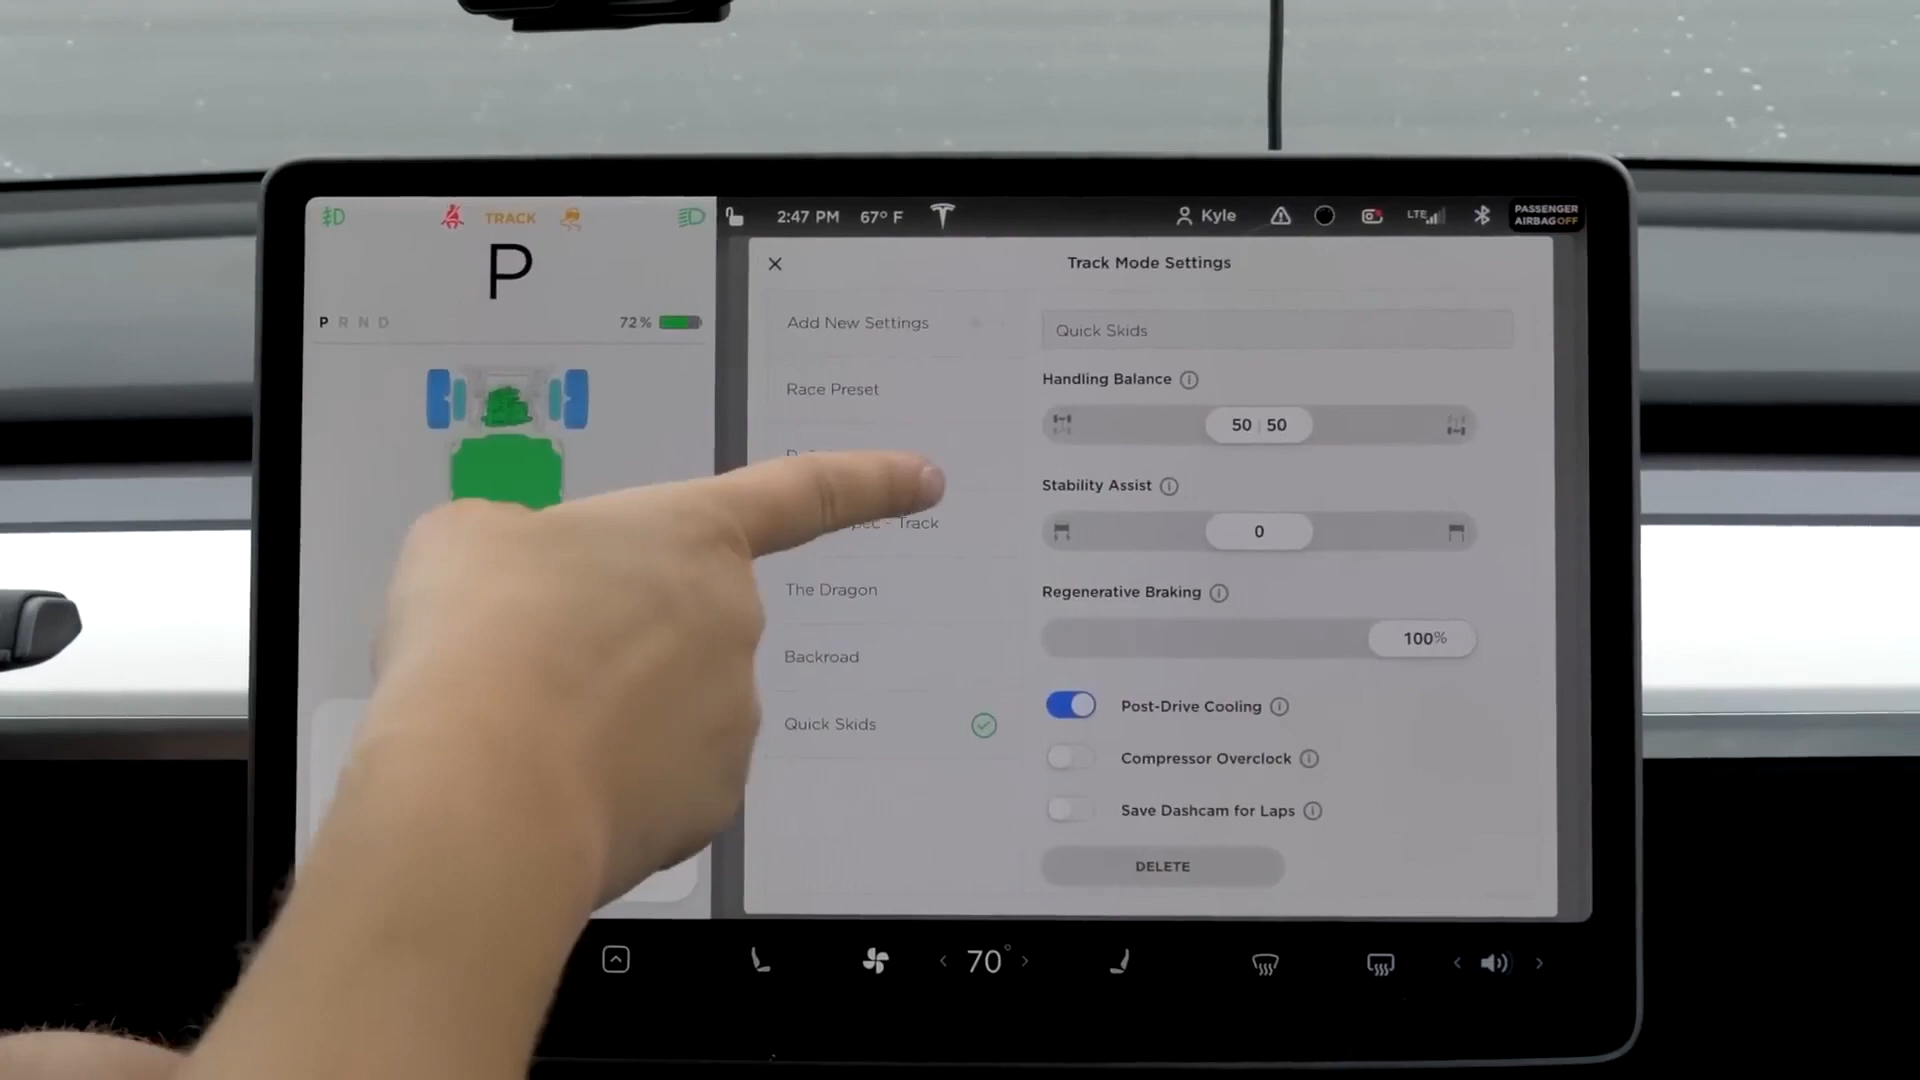 TRACK
P
P R N D
72%
2:47 PM 67° F
Kyle
LTE
PASSENGER
AIRBAG OFF
Track Mode Settings
Add New Settings
Race Preset
Track
The Dragon
Backroad
Quick Skids
Quick Skids
Handling Balance
50 | 50
Stability Assist
0
Regenerative Braking
100%
Post-Drive Cooling
Compressor Overclock
Save Dashcam for Laps
DELETE
70°